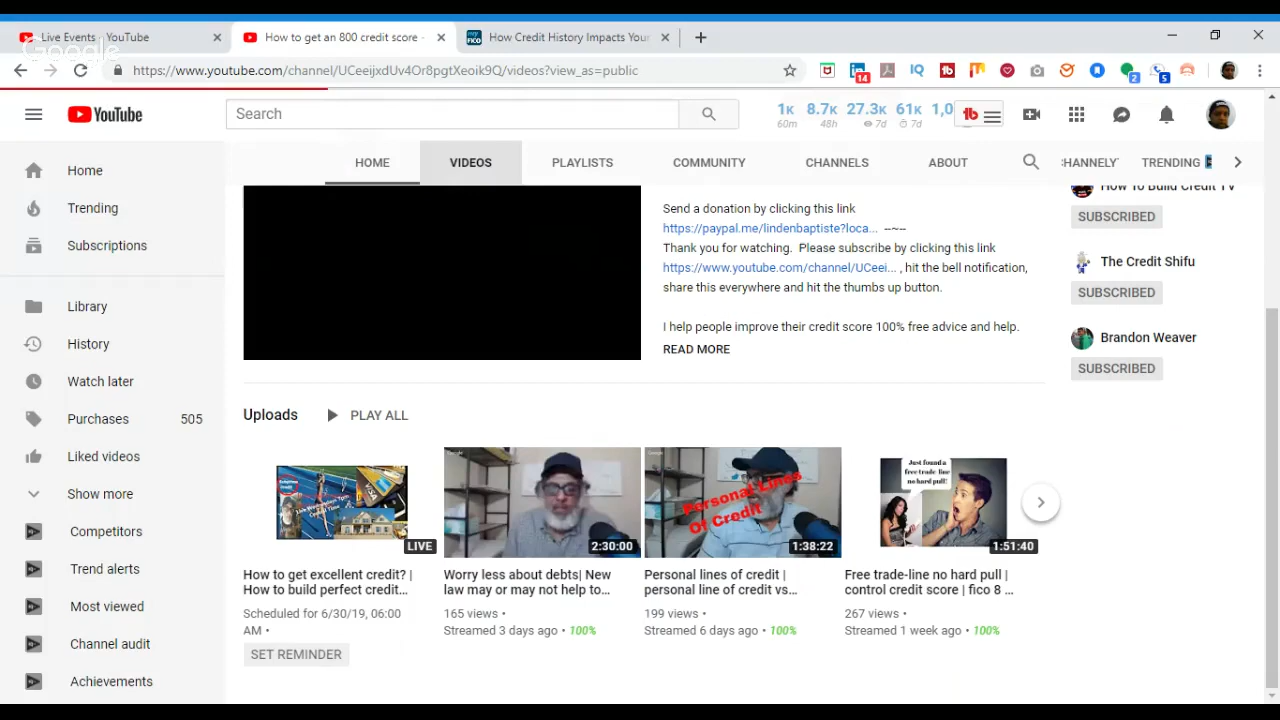 Live Events - YouTube
How to get an 800 credit score -
How Credit History Impacts Your
Google
https://www.youtube.com/channel/UCeeijxdUv4Or8pgtXeoik9Q/videos?view_as=public
14
2
5
YouTube
Search
1K 8.7K 27.3K 61K 1,0
60m 48h 7d 7d
HOME
VIDEOS
PLAYLISTS
COMMUNITY
CHANNELS
ABOUT
CHANNELY
TRENDING
Home
Trending
Subscriptions
Library
History
Watch later
Purchases 505
Liked videos
Show more
Competitors
Trend alerts
Most viewed
Channel audit
Achievements
Send a donation by clicking this link
https://paypal.me/lindenbaptiste?loca... --~--
Thank you for watching. Please subscribe by clicking this link
https://www.youtube.com/channel/UCeei... , hit the bell notification,
share this everywhere and hit the thumbs up button.
I help people improve their credit score 100% free advice and help.
READ MORE
How To Build Credit TV
SUBSCRIBED
The Credit Shifu
SUBSCRIBED
Brandon Weaver
SUBSCRIBED
Uploads
PLAY ALL
LIVE
How to get excellent credit? |
How to build perfect credit...
Scheduled for 6/30/19, 06:00
AM •
SET REMINDER
2:30:00
Worry less about debts| New
law may or may not help to...
165 views •
Streamed 3 days ago • 100%
Personal Lines
Of Credit
1:38:22
Personal lines of credit |
personal line of credit vs...
199 views •
Streamed 6 days ago • 100%
Just found a
free trade line
no hard pull!
1:51:40
Free trade-line no hard pull |
control credit score | fico 8 ...
267 views •
Streamed 1 week ago • 100%